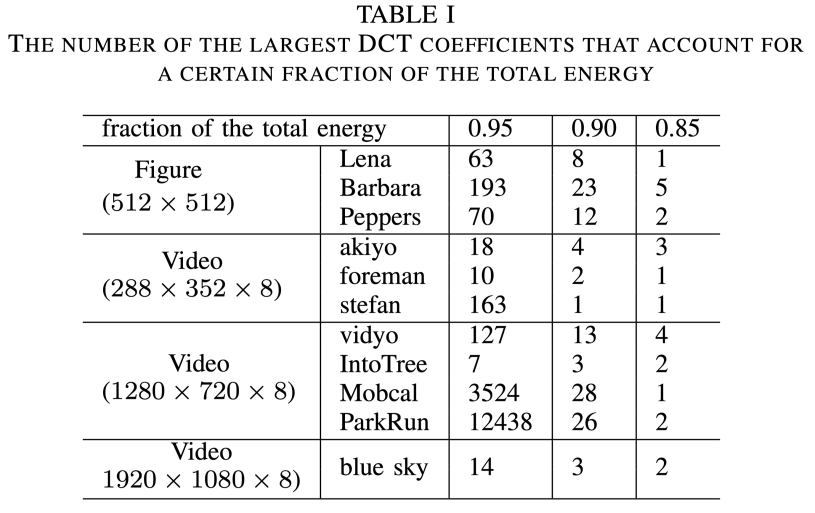 TABLE I
THE NUMBER OF THE LARGEST DCT COEFFICIENTS THAT ACCOUNT FOR
A CERTAIN FRACTION OF THE TOTAL ENERGY
fraction of the total energy 0.95 0.90 0.85
Figure
(512 × 512)
Lena 63 8 1
Barbara 193 23 5
Peppers 70 12 2
Video
(288 × 352 × 8)
akiyo 18 4 3
foreman 10 2 1
stefan 163 1 1
Video
(1280 × 720 × 8)
vidyo 127 13 4
IntoTree 7 3 2
Mobcal 3524 28 1
ParkRun 12438 26 2
Video
1920 × 1080 × 8)
blue sky 14 3 2